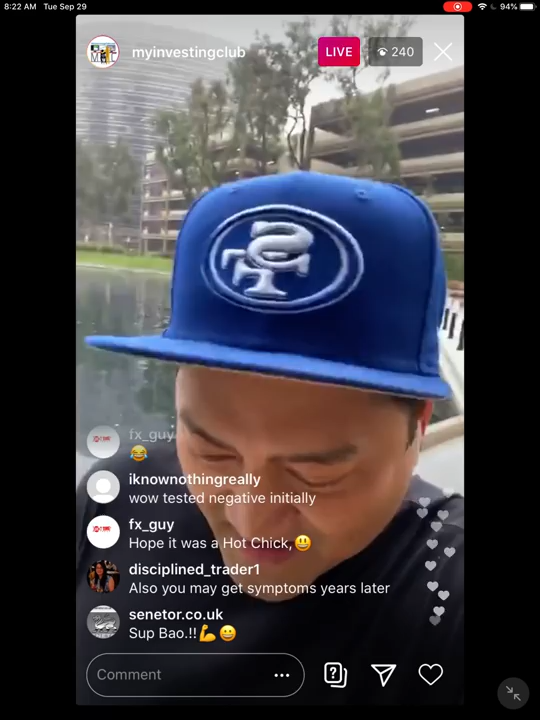 8:22 AM Tue Sep 29
94%
myinvestingclub
LIVE
240
fx_guy
😂
iknownothingreally
wow tested negative initially
fx_guy
Hope it was a Hot Chick,😃
disciplined_trader1
Also you may get symptoms years later
senetor.co.uk
Sup Bao.!!💪😀
Comment